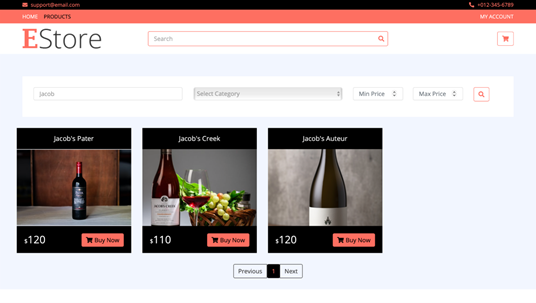 support@email.com
+012-345-6789
HOME PRODUCTS
MY ACCOUNT
EStore
Search
jacob
Select Category
Min Price
Max Price
Jacob's Pater
Jacob's Creek
Jacob's Auteur
$120
Buy Now
$110
Buy Now
$120
Buy Now
Previous 1 Next